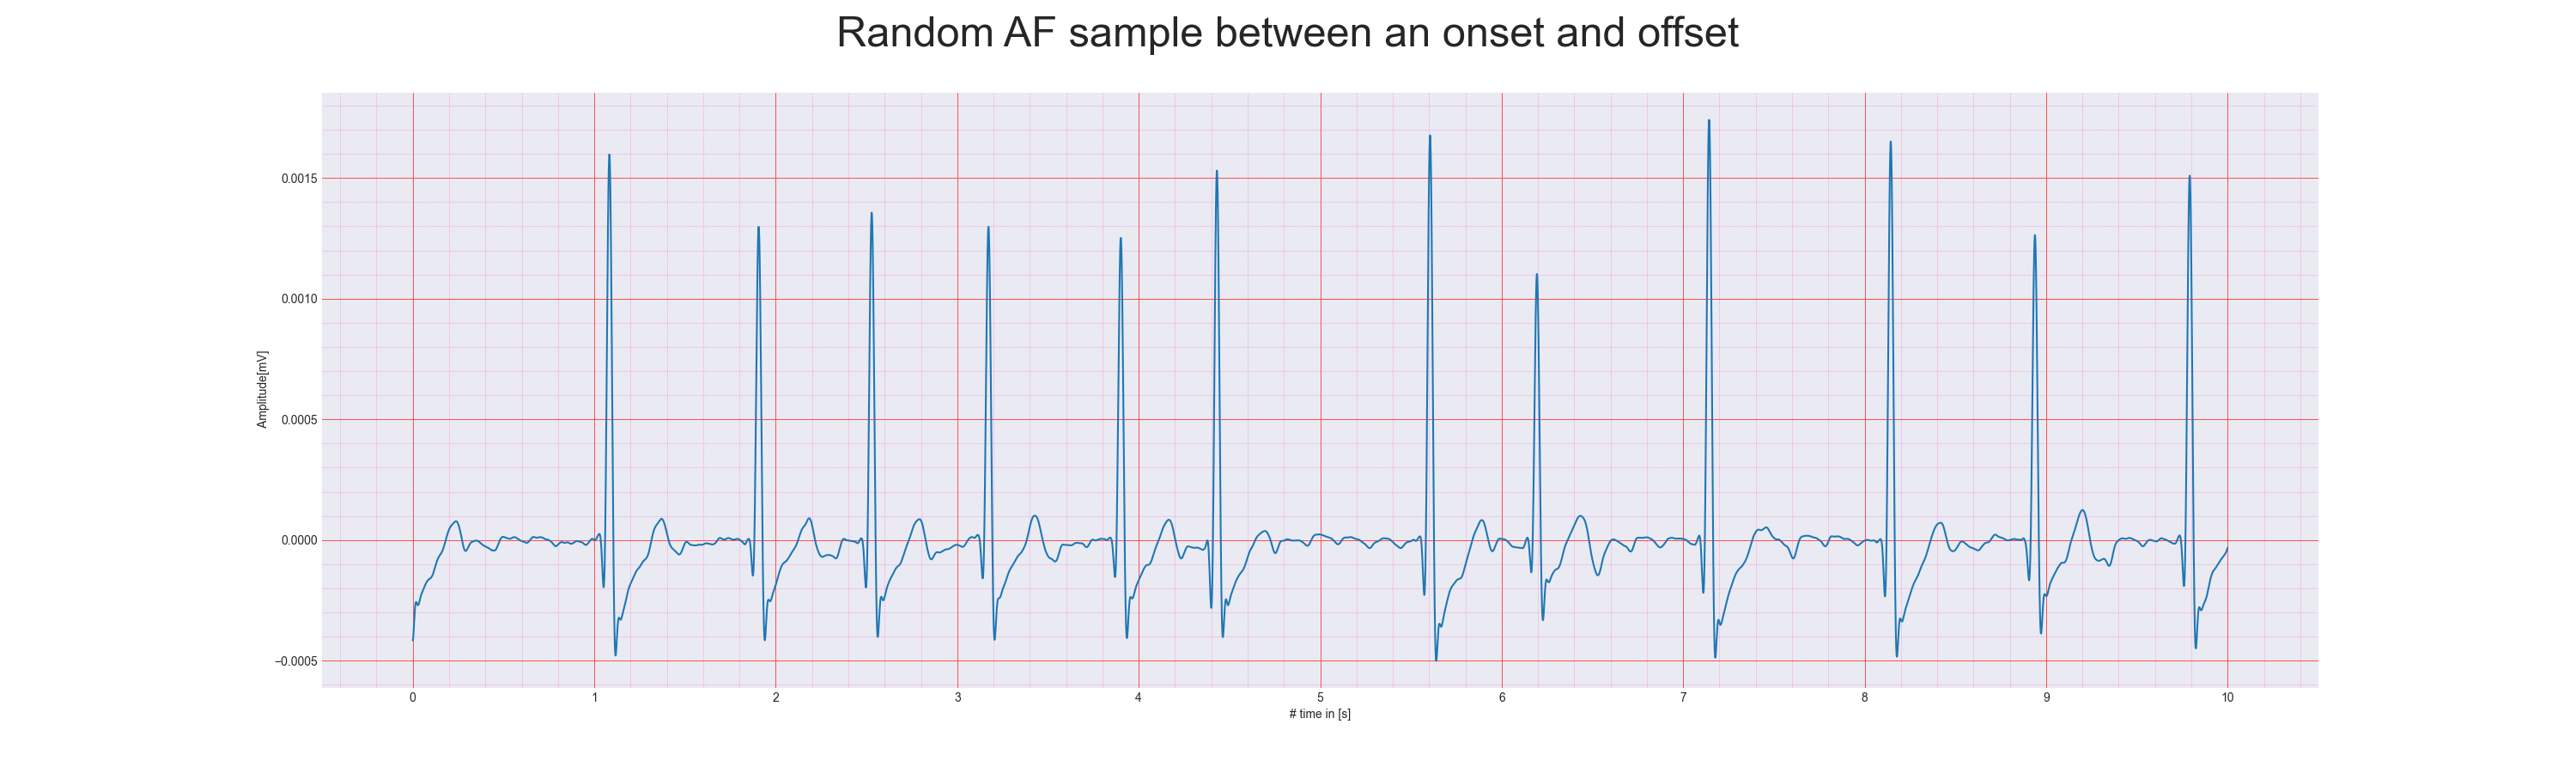 Random AF sample between an onset and offset
Amplitude[mV]
0.0015
0.0010
0.0005
0.0000
−0.0005
0 1 2 3 4 5 6 7 8 9 10
# time in [s]